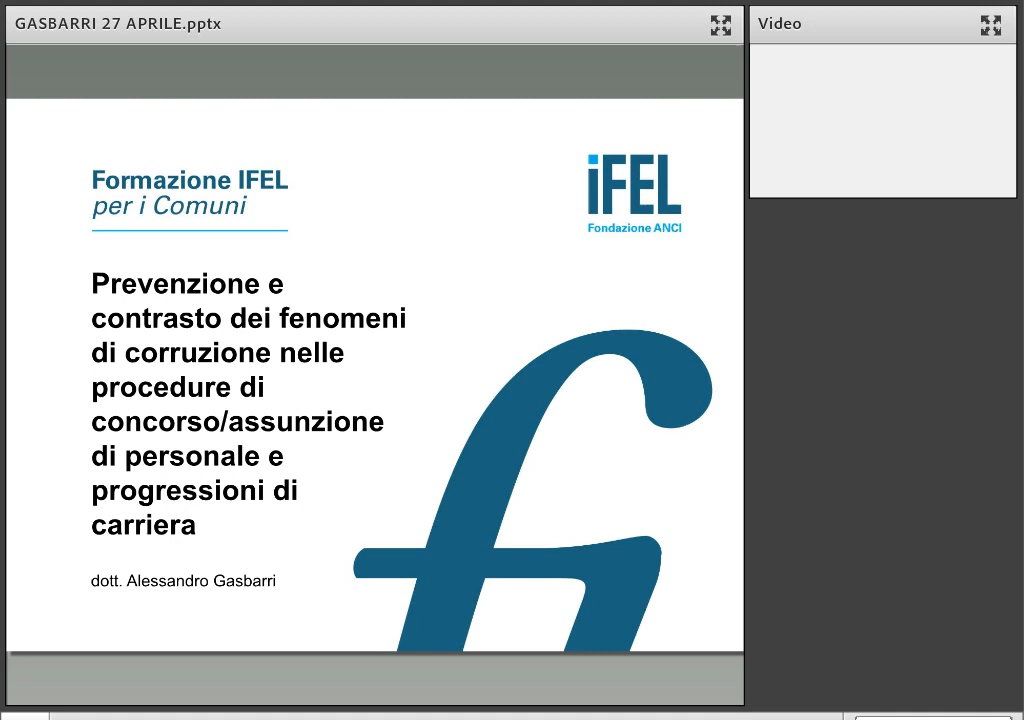 GASBARRI 27 APRILE.pptx
Video
Formazione IFEL
per i Comuni
iFEL
Fondazione ANCI
Prevenzione e
contrasto dei fenomeni
di corruzione nelle
procedure di
concorso/assunzione
di personale e
progressioni di
carriera
dott. Alessandro Gasbarri